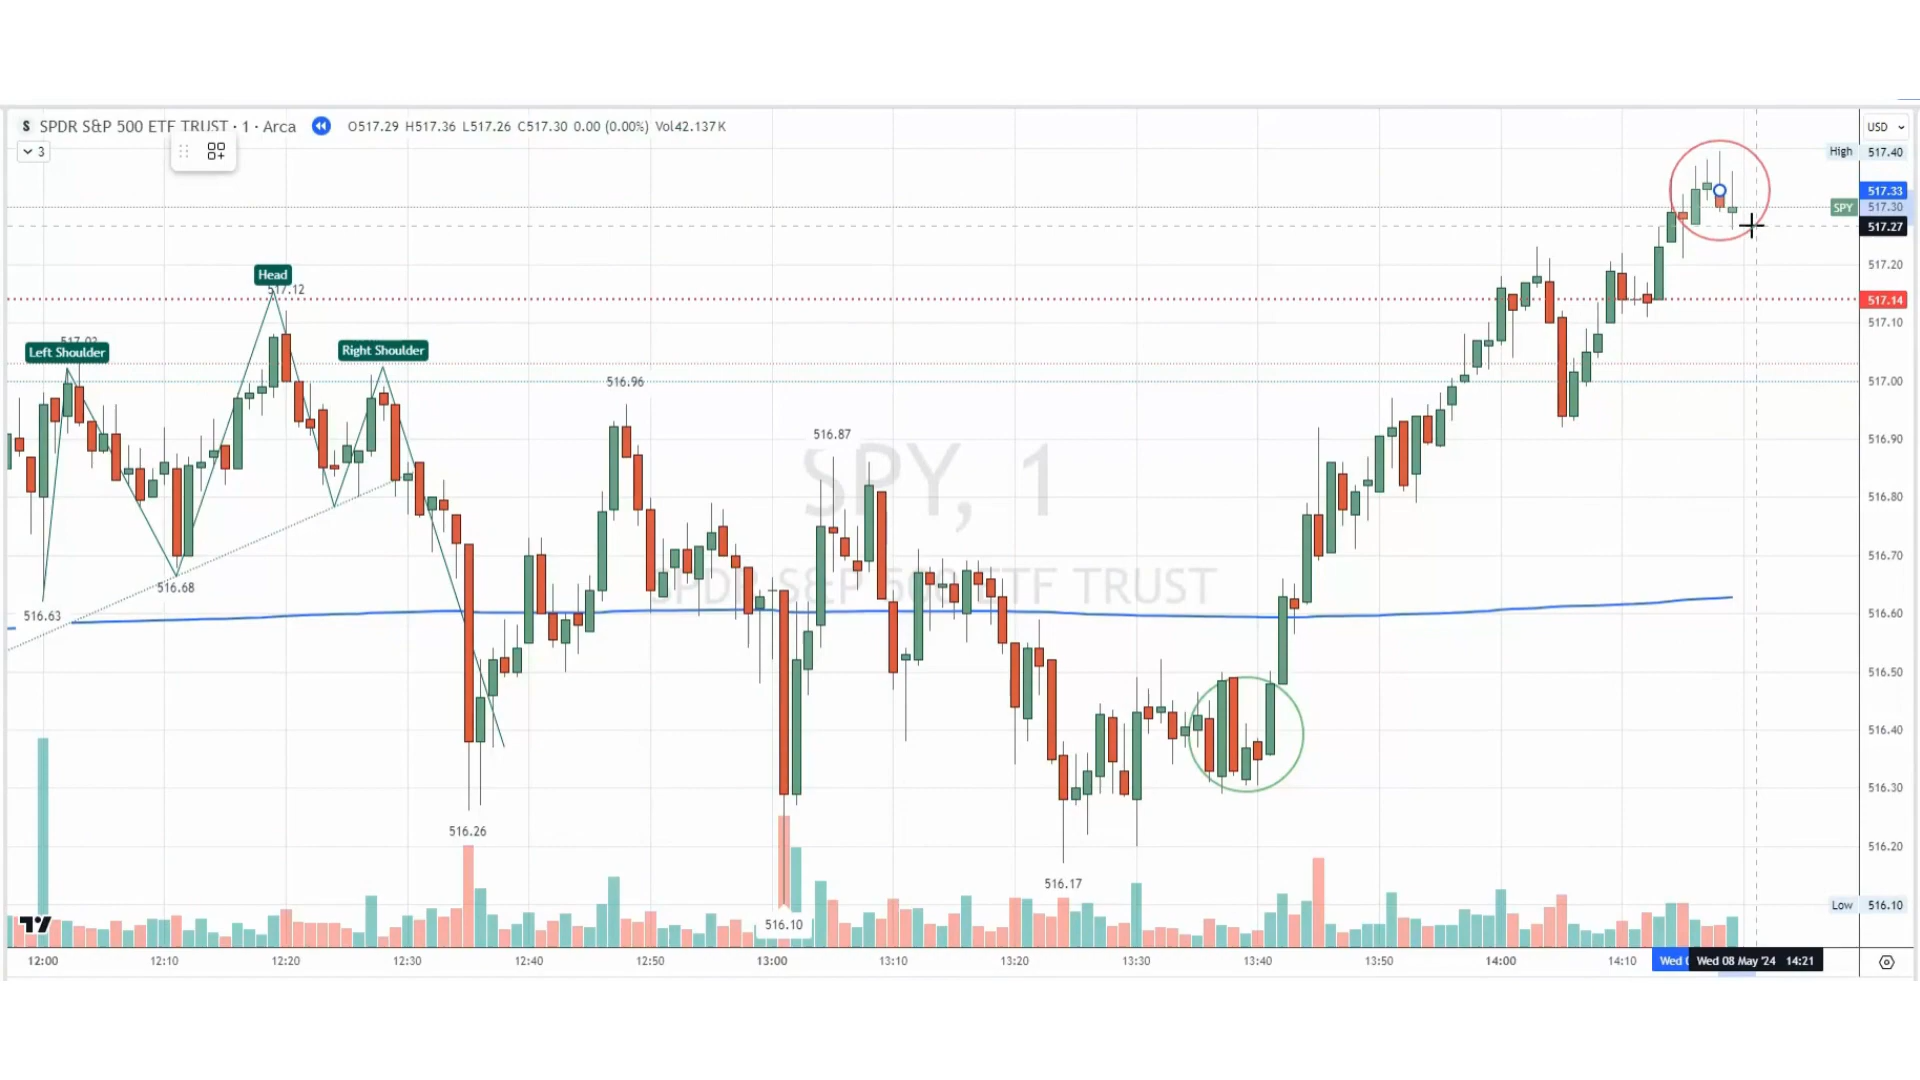 S SPDR S&P 500 ETF TRUST · 1 · Arca O517.29 H517.36 L517.26 C517.30 0.00 (0.00%) Vol42.137K
USD
3
High 517.40
517.33
SPY 517.30
517.27
517.20
Head
517.12
517.14
517.10
517.02
Left Shoulder
Right Shoulder
516.96
517.00
516.87
516.90
SPY, 1
516.80
516.70
SPDR S&P 500 ETF TRUST
516.68
516.63
516.60
516.50
516.40
516.30
516.26
516.20
516.17
Low 516.10
516.10
12:00 12:10 12:20 12:30 12:40 12:50 13:00 13:10 13:20 13:30 13:40 13:50 14:00 14:10 Wed Wed 08 May '24 14:21